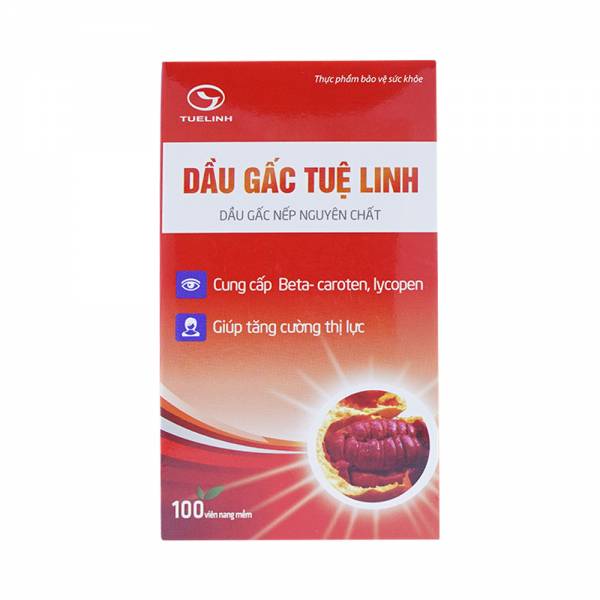 Thực phẩm bảo vệ sức khỏe
TUELINH
DẦU GẤC TUỆ LINH
DẦU GẤC NẾP NGUYÊN CHẤT
Cung cấp Beta- caroten, lycopen
Giúp tăng cường thị lực
100 viên nang mềm